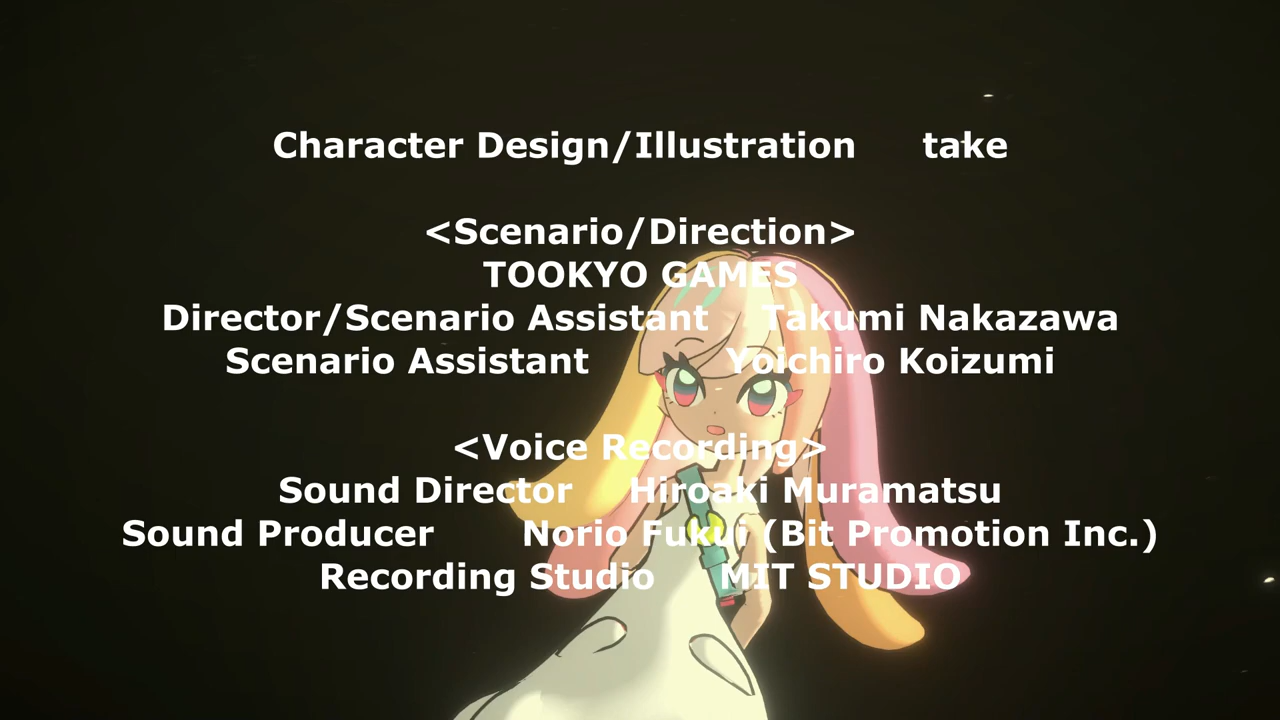 Character Design/Illustration take
<Scenario/Direction>
TOOKYO GAMES
Director/Scenario Assistant Takumi Nakazawa
Scenario Assistant Yoichiro Koizumi
<Voice Recording>
Sound Director Hiroaki Muramatsu
Sound Producer Norio Fukui (Bit Promotion Inc.)
Recording Studio MIT STUDIO